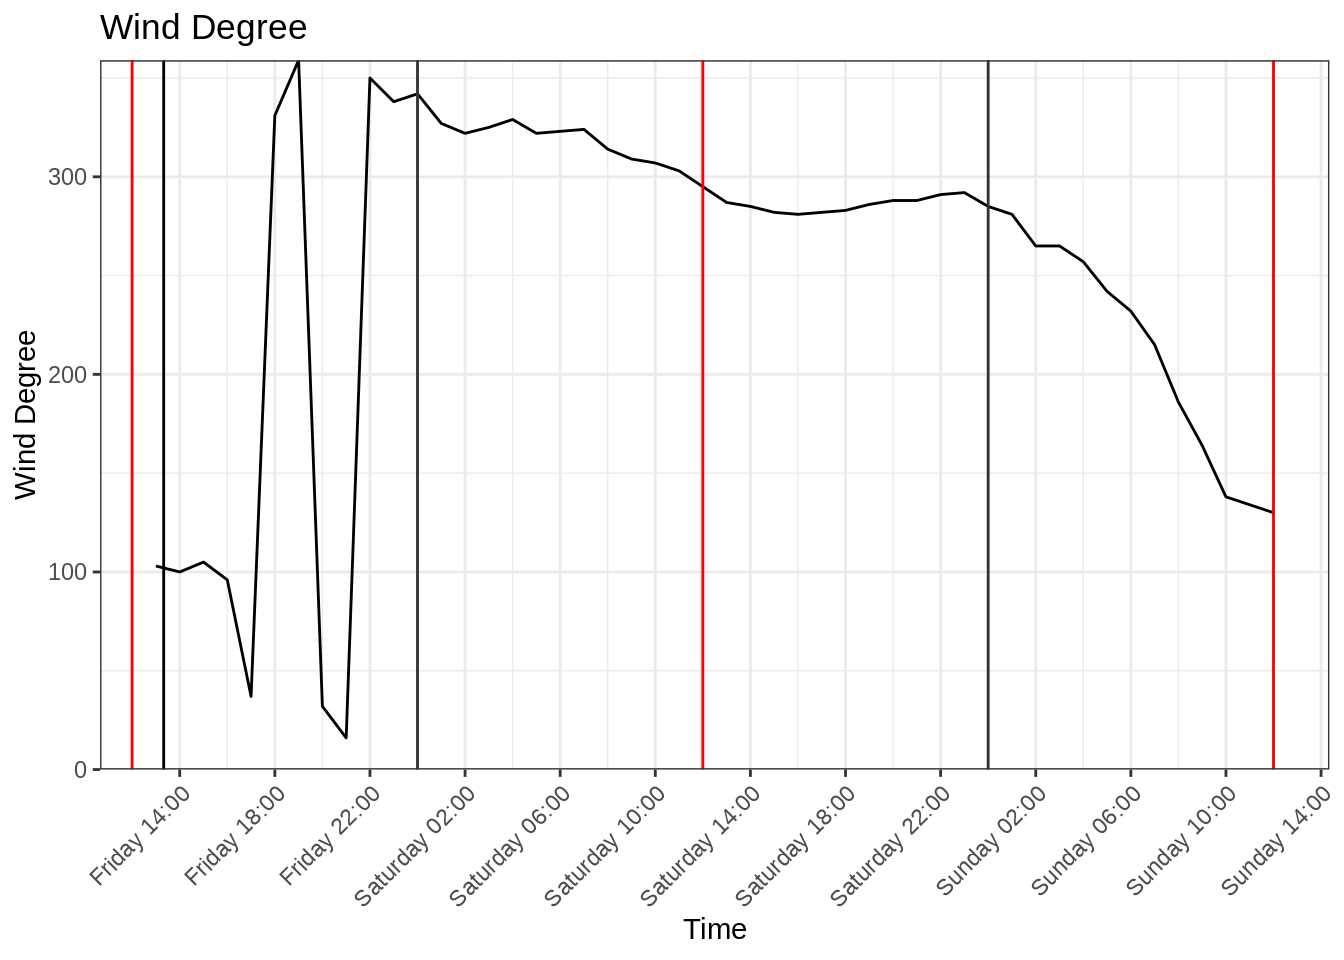 Wind Degree
Wind Degree
300
200
100
0
Friday 14:00
Friday 18:00
Friday 22:00
Saturday 02:00
Saturday 06:00
Saturday 10:00
Saturday 14:00
Saturday 18:00
Saturday 22:00
Sunday 02:00
Sunday 06:00
Sunday 10:00
Sunday 14:00
Time